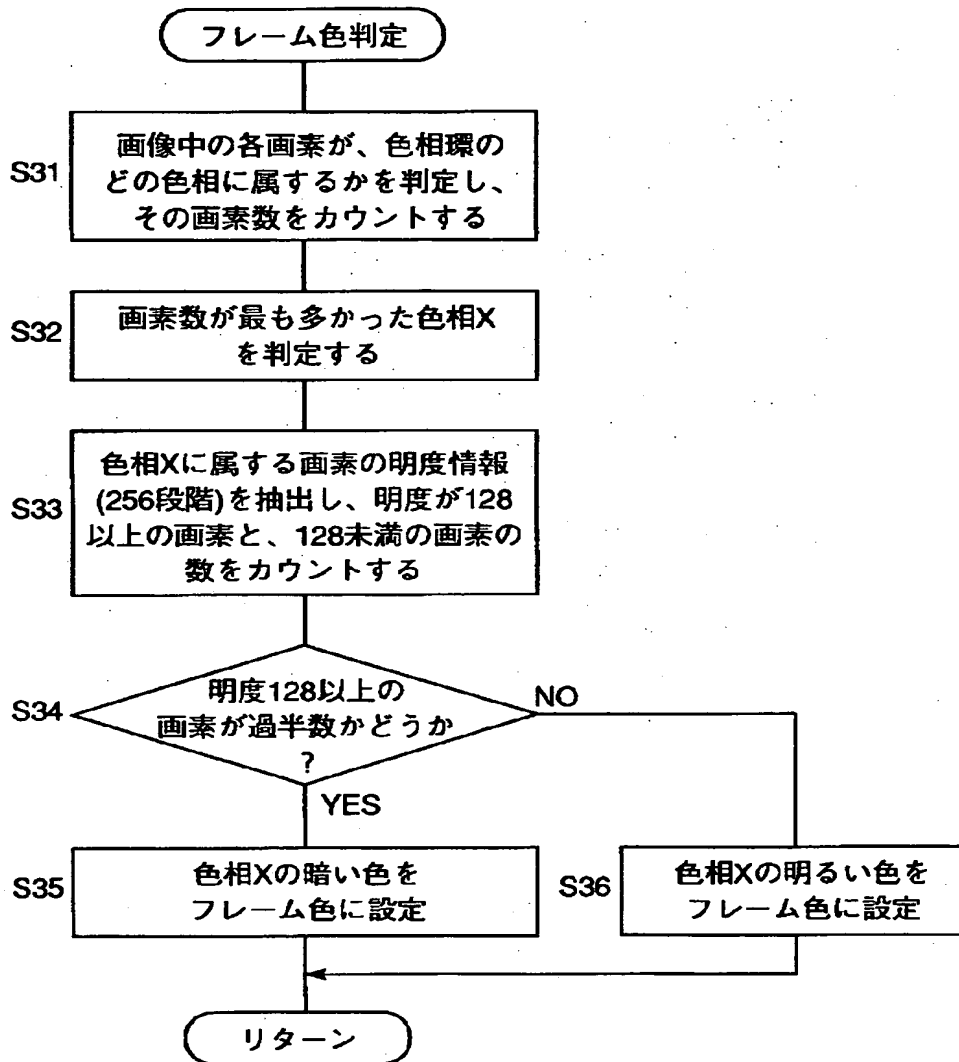 フレーム色判定
S31
画像中の各画素が、色相環の
どの色相に属するかを判定し、
その画素数をカウントする
S32
画素数が最も多かった色相X
を判定する
S33
色相Xに属する画素の明度情報
(256段階)を抽出し、明度が128
以上の画素と、128未満の画素の
数をカウントする
S34
明度128以上の
画素が過半数かどうか
?
NO
YES
S35
色相Xの暗い色を
フレーム色に設定
S36
色相Xの明るい色を
フレーム色に設定
リターン